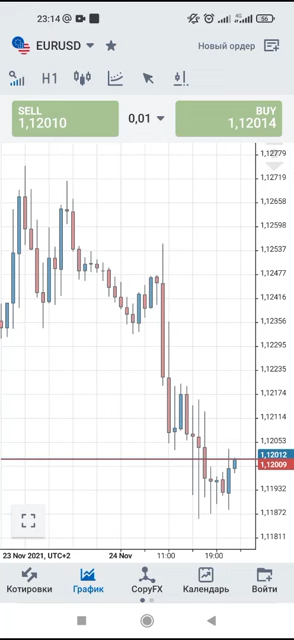 23:14
56
EURUSD
Новый ордер
H1
SELL
1,12010
0,01
BUY
1,12014
1,12779
1,12719
1,12658
1,12598
1,12537
1,12477
1,12416
1,12356
1,12295
1,12235
1,12174
1,12114
1,12053
1,12012
1,12009
1,11932
1,11872
1,11811
23 Nov 2021, UTC+2
24 Nov
11:00
19:00
Котировки
График
CopyFX
Календарь
Войти